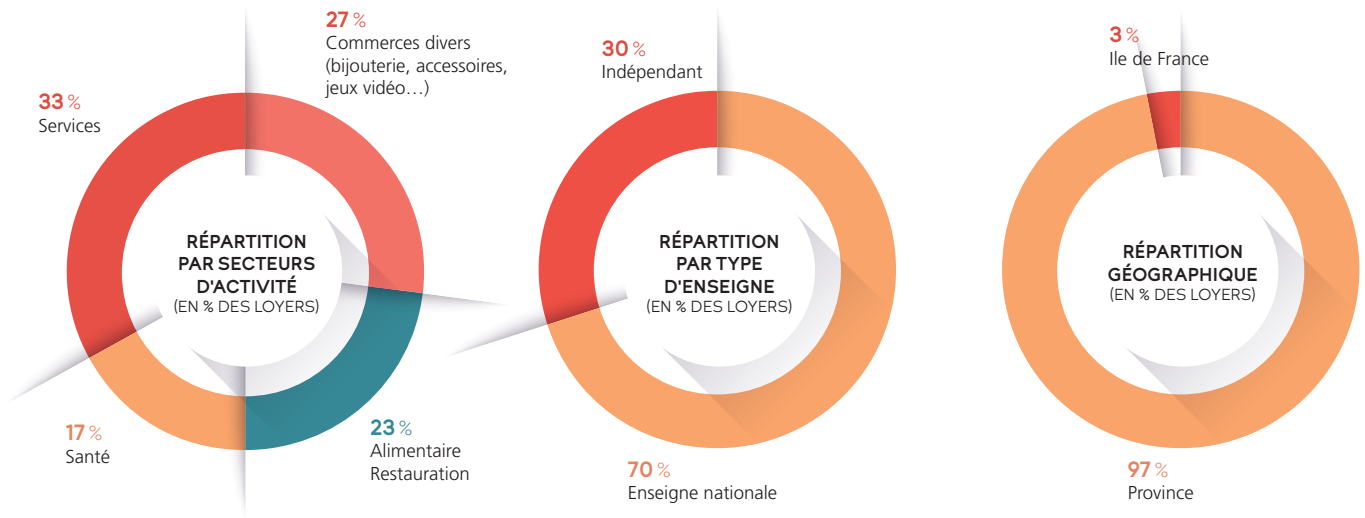 27 %
Commerces divers
(bijouterie, accessoires,
jeux vidéo...)
33 %
Services
RÉPARTITION
PAR SECTEURS
D'ACTIVITÉ
(EN % DES LOYERS)
17 %
Santé
23 %
Alimentaire
Restauration
30 %
Indépendant
RÉPARTITION
PAR TYPE
D'ENSEIGNE
(EN % DES LOYERS)
70 %
Enseigne nationale
3 %
Ile de France
RÉPARTITION
GÉOGRAPHIQUE
(EN % DES LOYERS)
97 %
Province